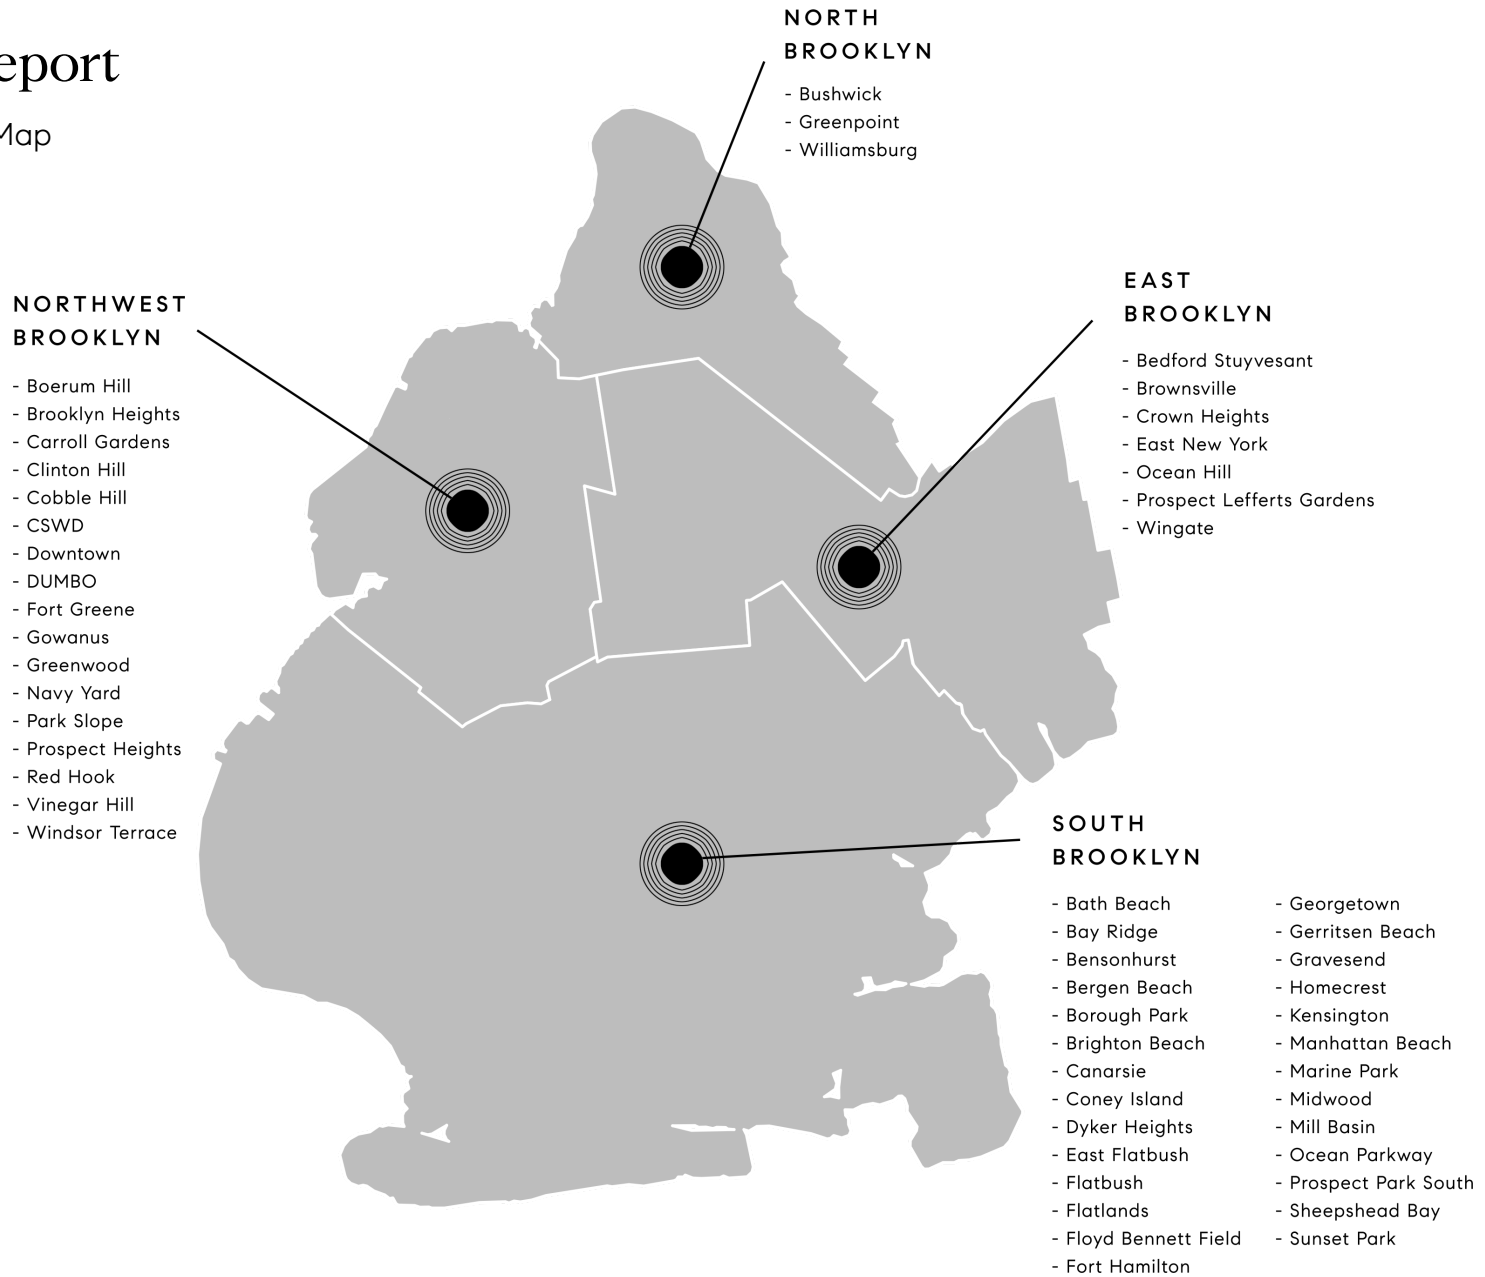 eport
Map
NORTH
BROOKLYN
- Bushwick
- Greenpoint
- Williamsburg
NORTHWEST
BROOKLYN
- Boerum Hill
- Brooklyn Heights
- Carroll Gardens
- Clinton Hill
- Cobble Hill
- CSWD
- Downtown
- DUMBO
- Fort Greene
- Gowanus
- Greenwood
- Navy Yard
- Park Slope
- Prospect Heights
- Red Hook
- Vinegar Hill
- Windsor Terrace
EAST
BROOKLYN
- Bedford Stuyvesant
- Brownsville
- Crown Heights
- East New York
- Ocean Hill
- Prospect Lefferts Gardens
- Wingate
SOUTH
BROOKLYN
- Bath Beach
- Bay Ridge
- Bensonhurst
- Bergen Beach
- Borough Park
- Brighton Beach
- Canarsie
- Coney Island
- Dyker Heights
- East Flatbush
- Flatbush
- Flatlands
- Floyd Bennett Field
- Fort Hamilton
- Georgetown
- Gerritsen Beach
- Gravesend
- Homecrest
- Kensington
- Manhattan Beach
- Marine Park
- Midwood
- Mill Basin
- Ocean Parkway
- Prospect Park South
- Sheepshead Bay
- Sunset Park